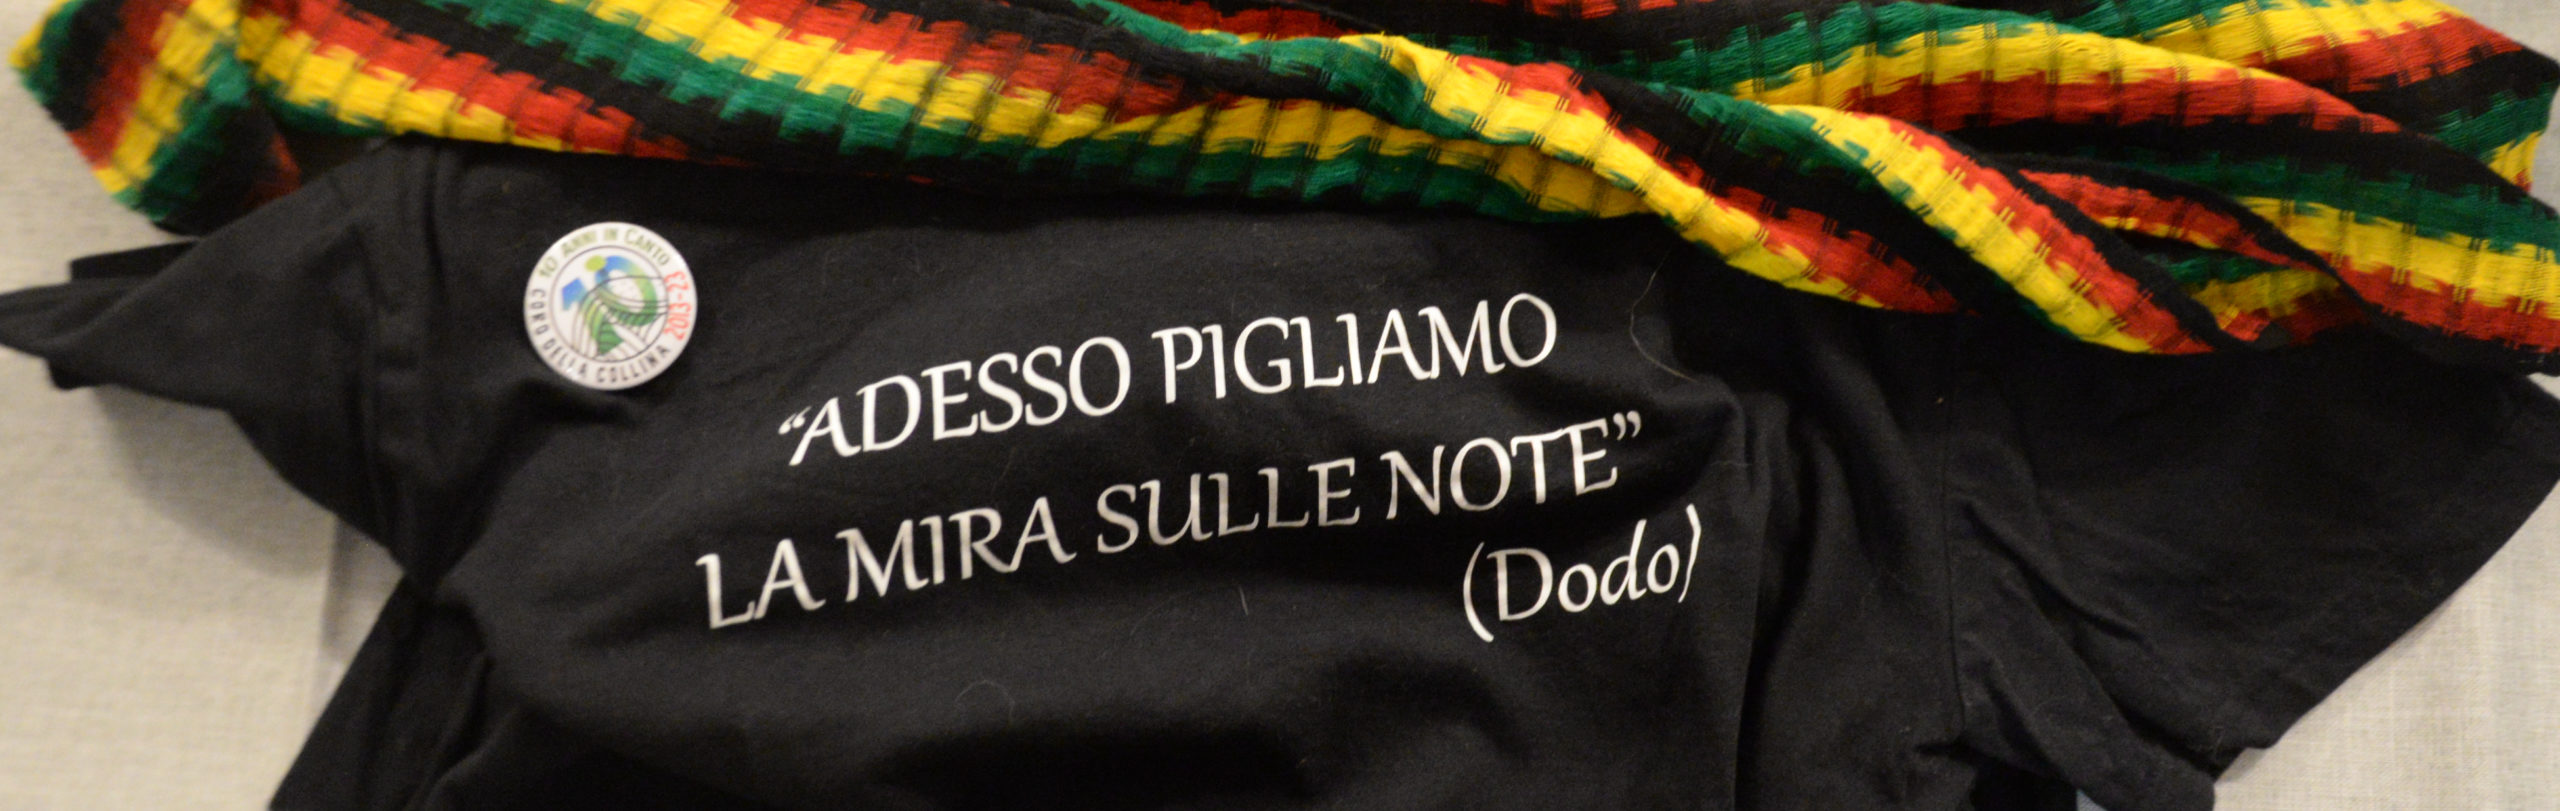 10 ANNI IN CANTO
2013-23
CORO DELLA COLLINA
“ADESSO PIGLIAMO
LA MIRA SULLE NOTE”
(Dodo)